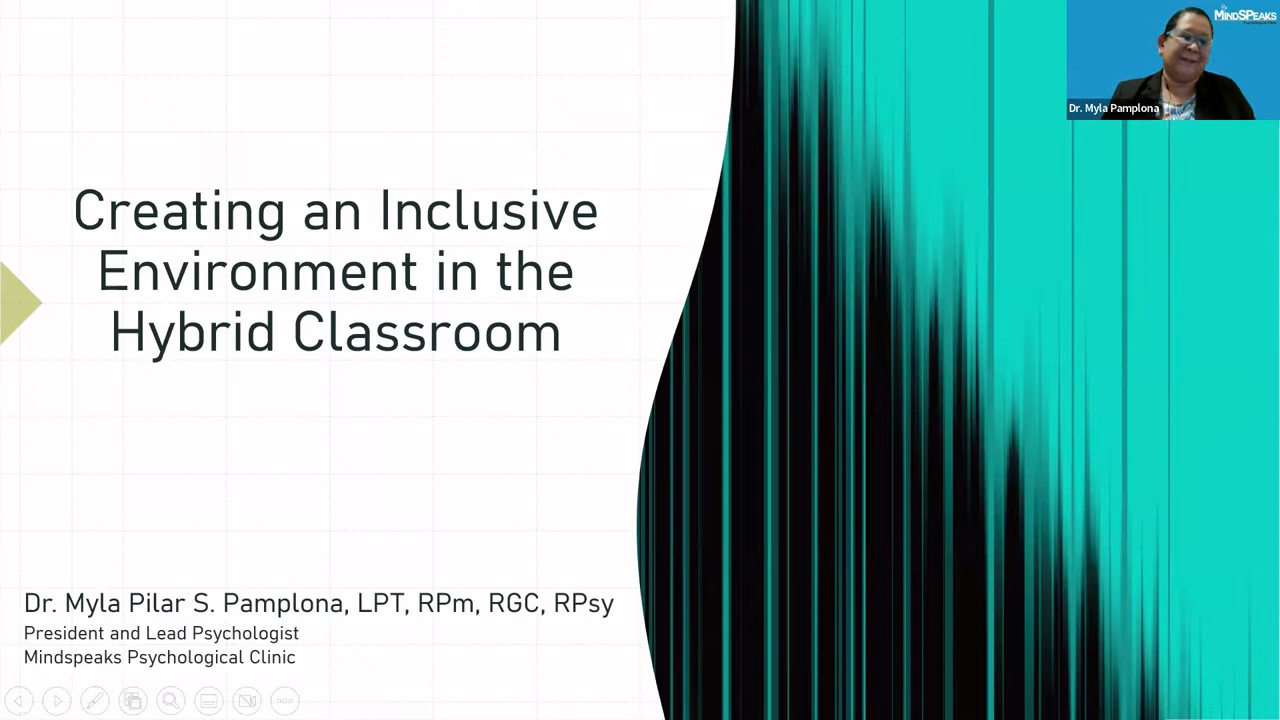 MINDSPEAKS
Dr. Myla Pamplona
Creating an Inclusive
Environment in the
Hybrid Classroom
Dr. Myla Pilar S. Pamplona, LPT, RPm, RGC, RPsy
President and Lead Psychologist
Mindspeaks Psychological Clinic